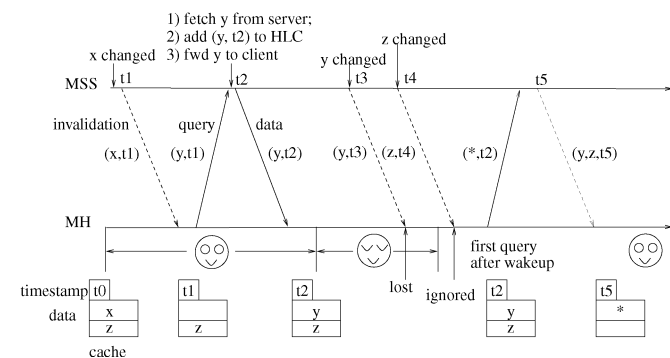 1) fetch y from server;
2) add (y, t2) to HLC
3) fwd y to client
x changed
y changed
z changed
MSS
t1
t2
t3
t4
t5
invalidation
query
data
(x,t1)
(y,t1)
(y,t2)
(y,t3)
(z,t4)
(*,t2)
(y,z,t5)
MH
first query
after wakeup
lost
ignored
timestamp
t0
t1
t2
t2
t5
data
x
y
y
*
z
z
z
z
cache